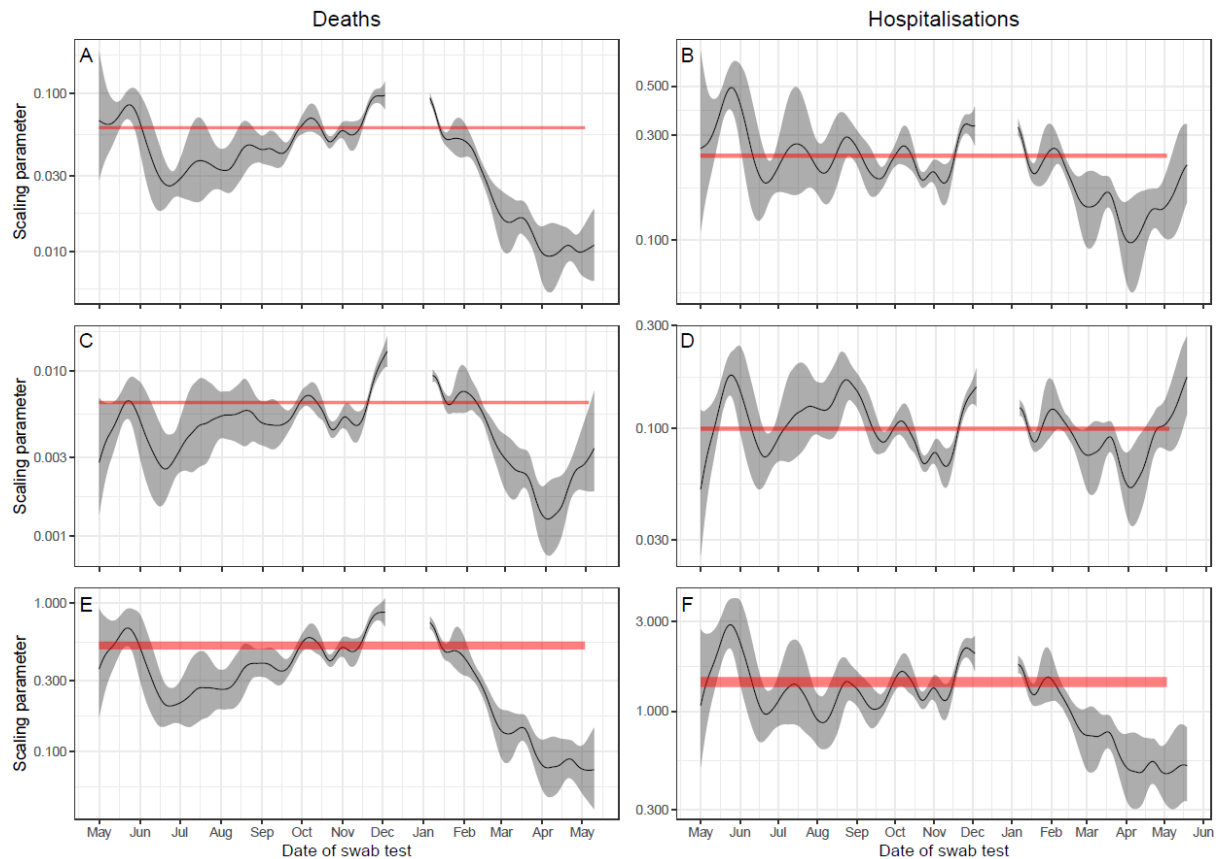 Deaths
Hospitalisations
A
B
Scaling parameter
0.100
0.030
0.010
0.500
0.300
0.100
C
D
Scaling parameter
0.010
0.003
0.001
0.300
0.100
0.030
E
F
Scaling parameter
1.000
0.300
0.100
3.000
1.000
0.300
May Jun Jul Aug Sep Oct Nov Dec Jan Feb Mar Apr May
May Jun Jul Aug Sep Oct Nov Dec Jan Feb Mar Apr May Jun
Date of swab test
Date of swab test